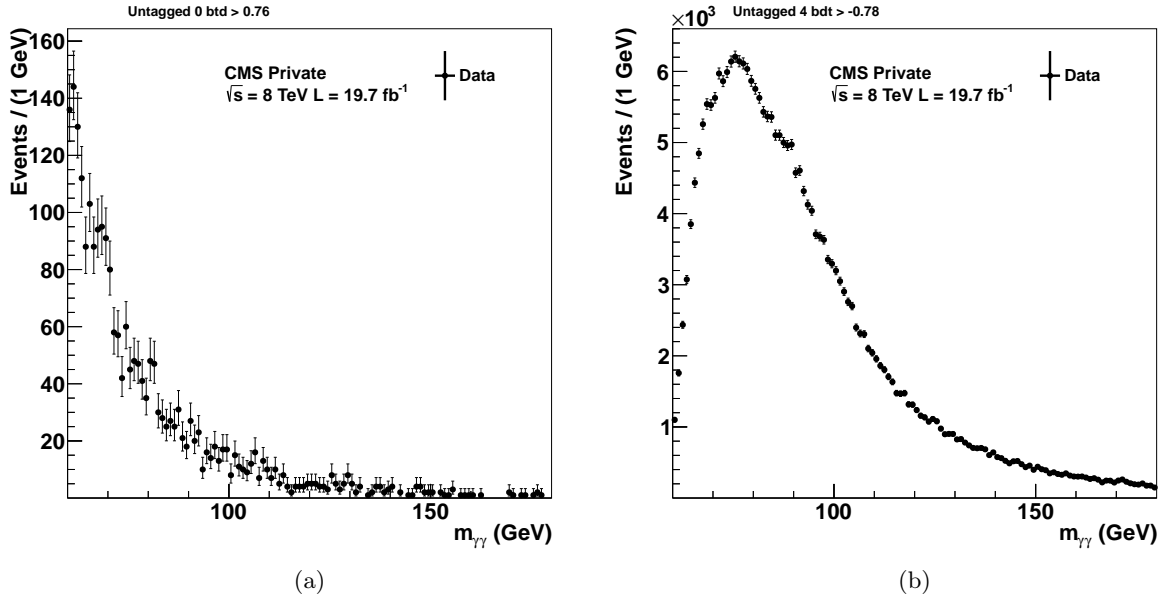 Untagged 0 btd > 0.76
160
140
120
100
80
60
40
20
Events / (1 GeV)
CMS Private
√s = 8 TeV L = 19.7 fb⁻¹
Data
100
150
mγγ (GeV)
(a)
Untagged 4 bdt > -0.78
×10³
6
5
4
3
2
1
Events / (1 GeV)
CMS Private
√s = 8 TeV L = 19.7 fb⁻¹
Data
100
150
mγγ (GeV)
(b)